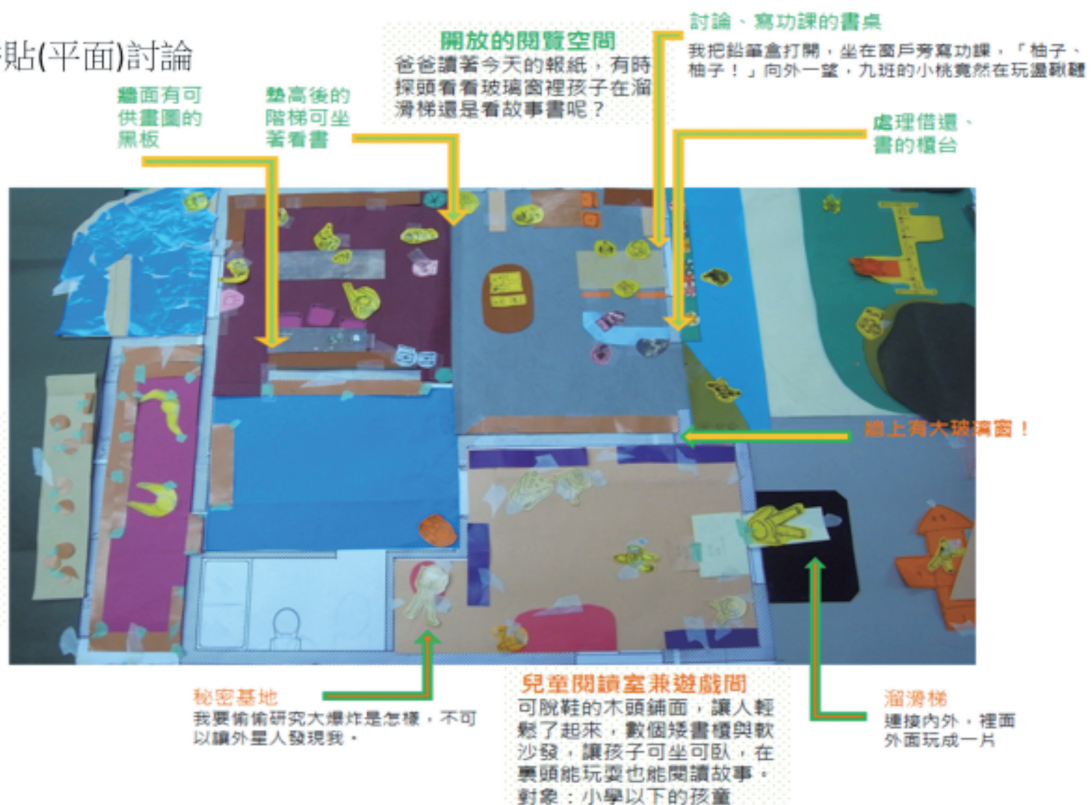 貼(平面)討論
開放的閱覽空間
爸爸讀著今天的報紙，有時
探頭看看玻璃窗裡孩子在溜
滑梯還是看故事書呢？
討論、寫功課的書桌
我把鉛筆盒打開，坐在窗戶旁寫功課，「柚子、
柚子！」向外一望，九班的小桃竟然在玩盪鞦韆
牆面有可
供畫圖的
黑板
墊高後的
階梯可坐
著看書
處理借還、
書的櫃台
牆上有大玻璃窗！
秘密基地
我要偷偷研究大爆炸是怎樣，不可
以讓外星人發現我。
兒童閱讀室兼遊戲間
可脫鞋的木頭鋪面，讓人輕
鬆了起來，數個矮書櫃與軟
沙發，讓孩子可坐可臥，在
裏頭能玩耍也能閱讀故事。
對象：小學以下的孩童
溜滑梯
連接內外，裡面
外面玩成一片